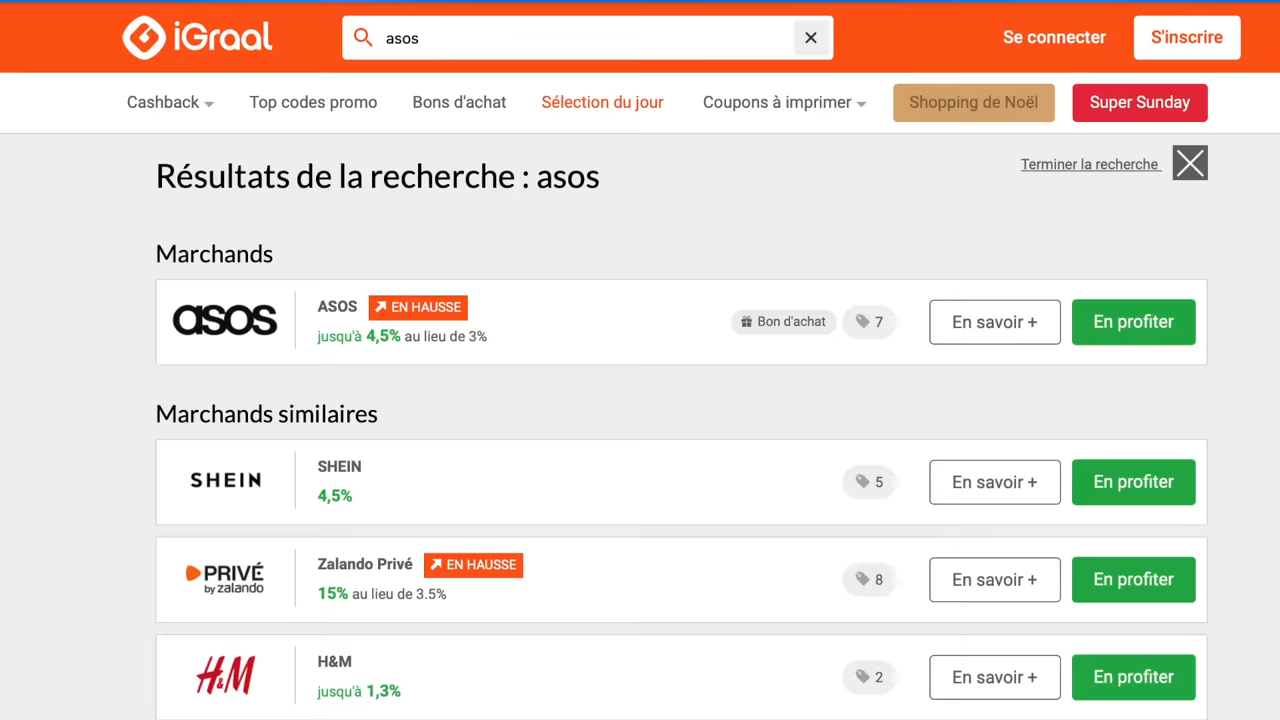 iGraal
asos
Se connecter
S'inscrire
Cashback
Top codes promo
Bons d'achat
Sélection du jour
Coupons à imprimer
Shopping de Noël
Super Sunday
Résultats de la recherche : asos
Terminer la recherche
Marchands
asos
ASOS
EN HAUSSE
jusqu'à 4,5% au lieu de 3%
Bon d'achat
7
En savoir +
En profiter
Marchands similaires
SHEIN
SHEIN
4,5%
5
En savoir +
En profiter
PRIVÉ
by zalando
Zalando Privé
EN HAUSSE
15% au lieu de 3.5%
8
En savoir +
En profiter
H&M
H&M
jusqu'à 1,3%
2
En savoir +
En profiter